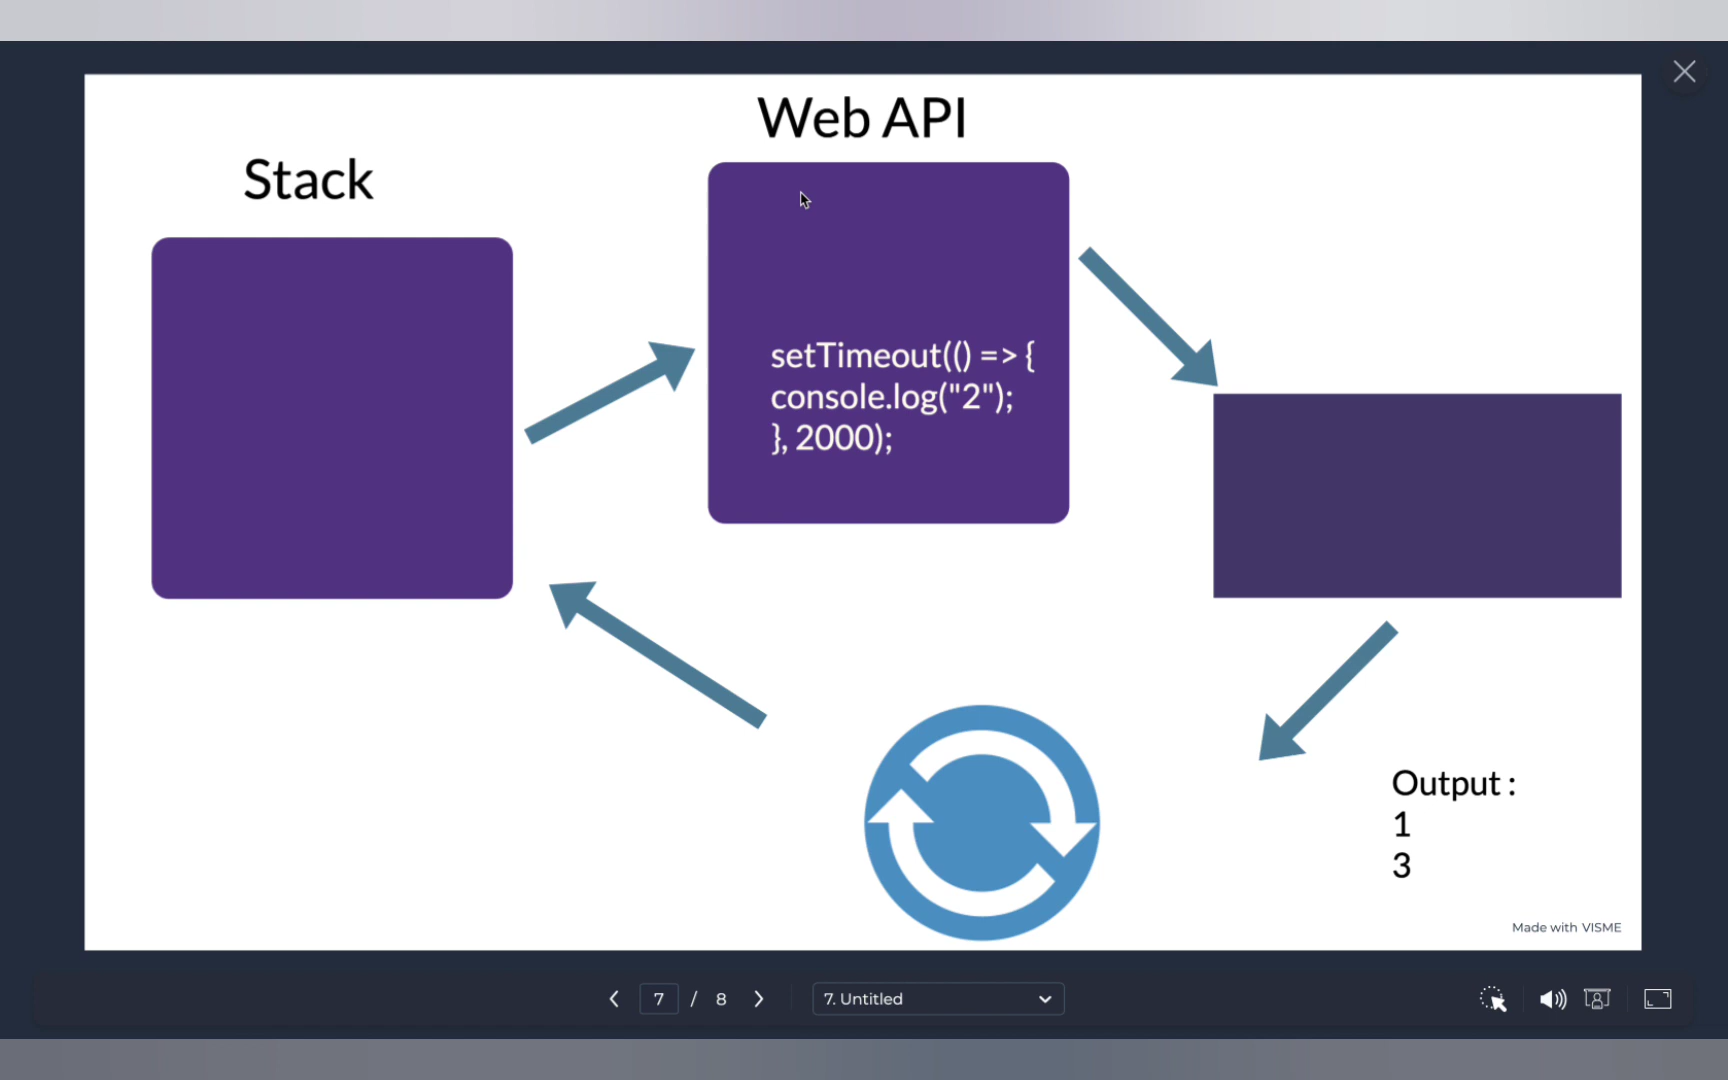 Web API
Stack
setTimeout(() => {
console.log("2");
}, 2000);
Output :
1
3
Made with VISME
7 / 8
7. Untitled